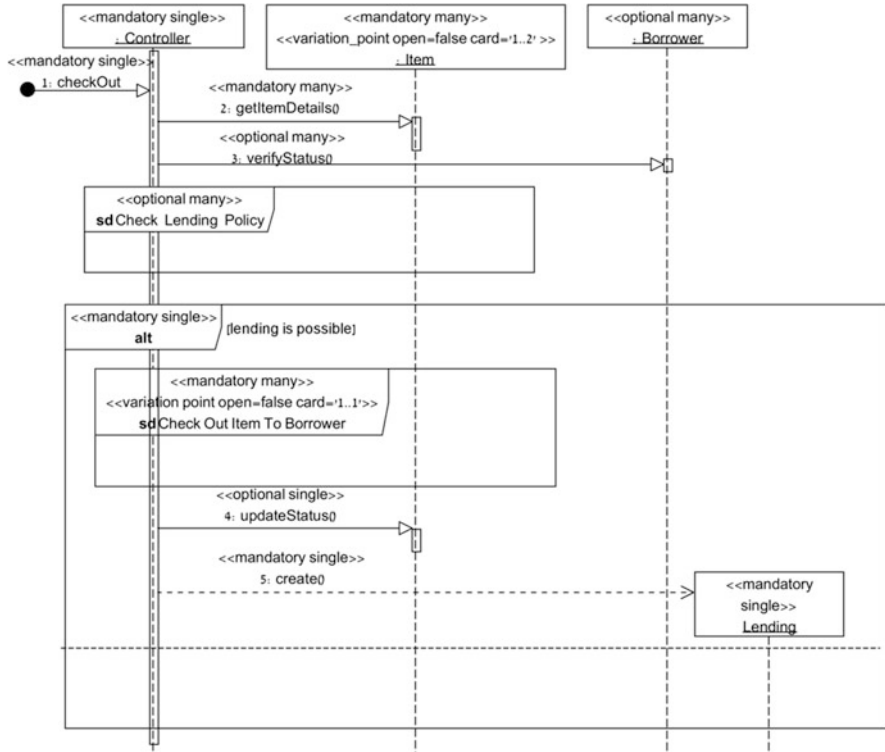 <<mandatory single>>
: Controller
<<mandatory many>>
<<variation_point open=false card='1..2' >>
: Item
<<optional many>>
: Borrower
<<mandatory single>>
1: checkOut
<<mandatory many>>
2: getItemDetails()
<<optional many>>
3: verifyStatus()
<<optional many>>
sd Check Lending Policy
<<mandatory single>>
alt
[lending is possible]
<<mandatory many>>
<<variation point open=false card='1..1'>>
sd Check Out Item To Borrower
<<optional single>>
4: updateStatus()
<<mandatory single>>
5: create()
<<mandatory
single>>
Lending